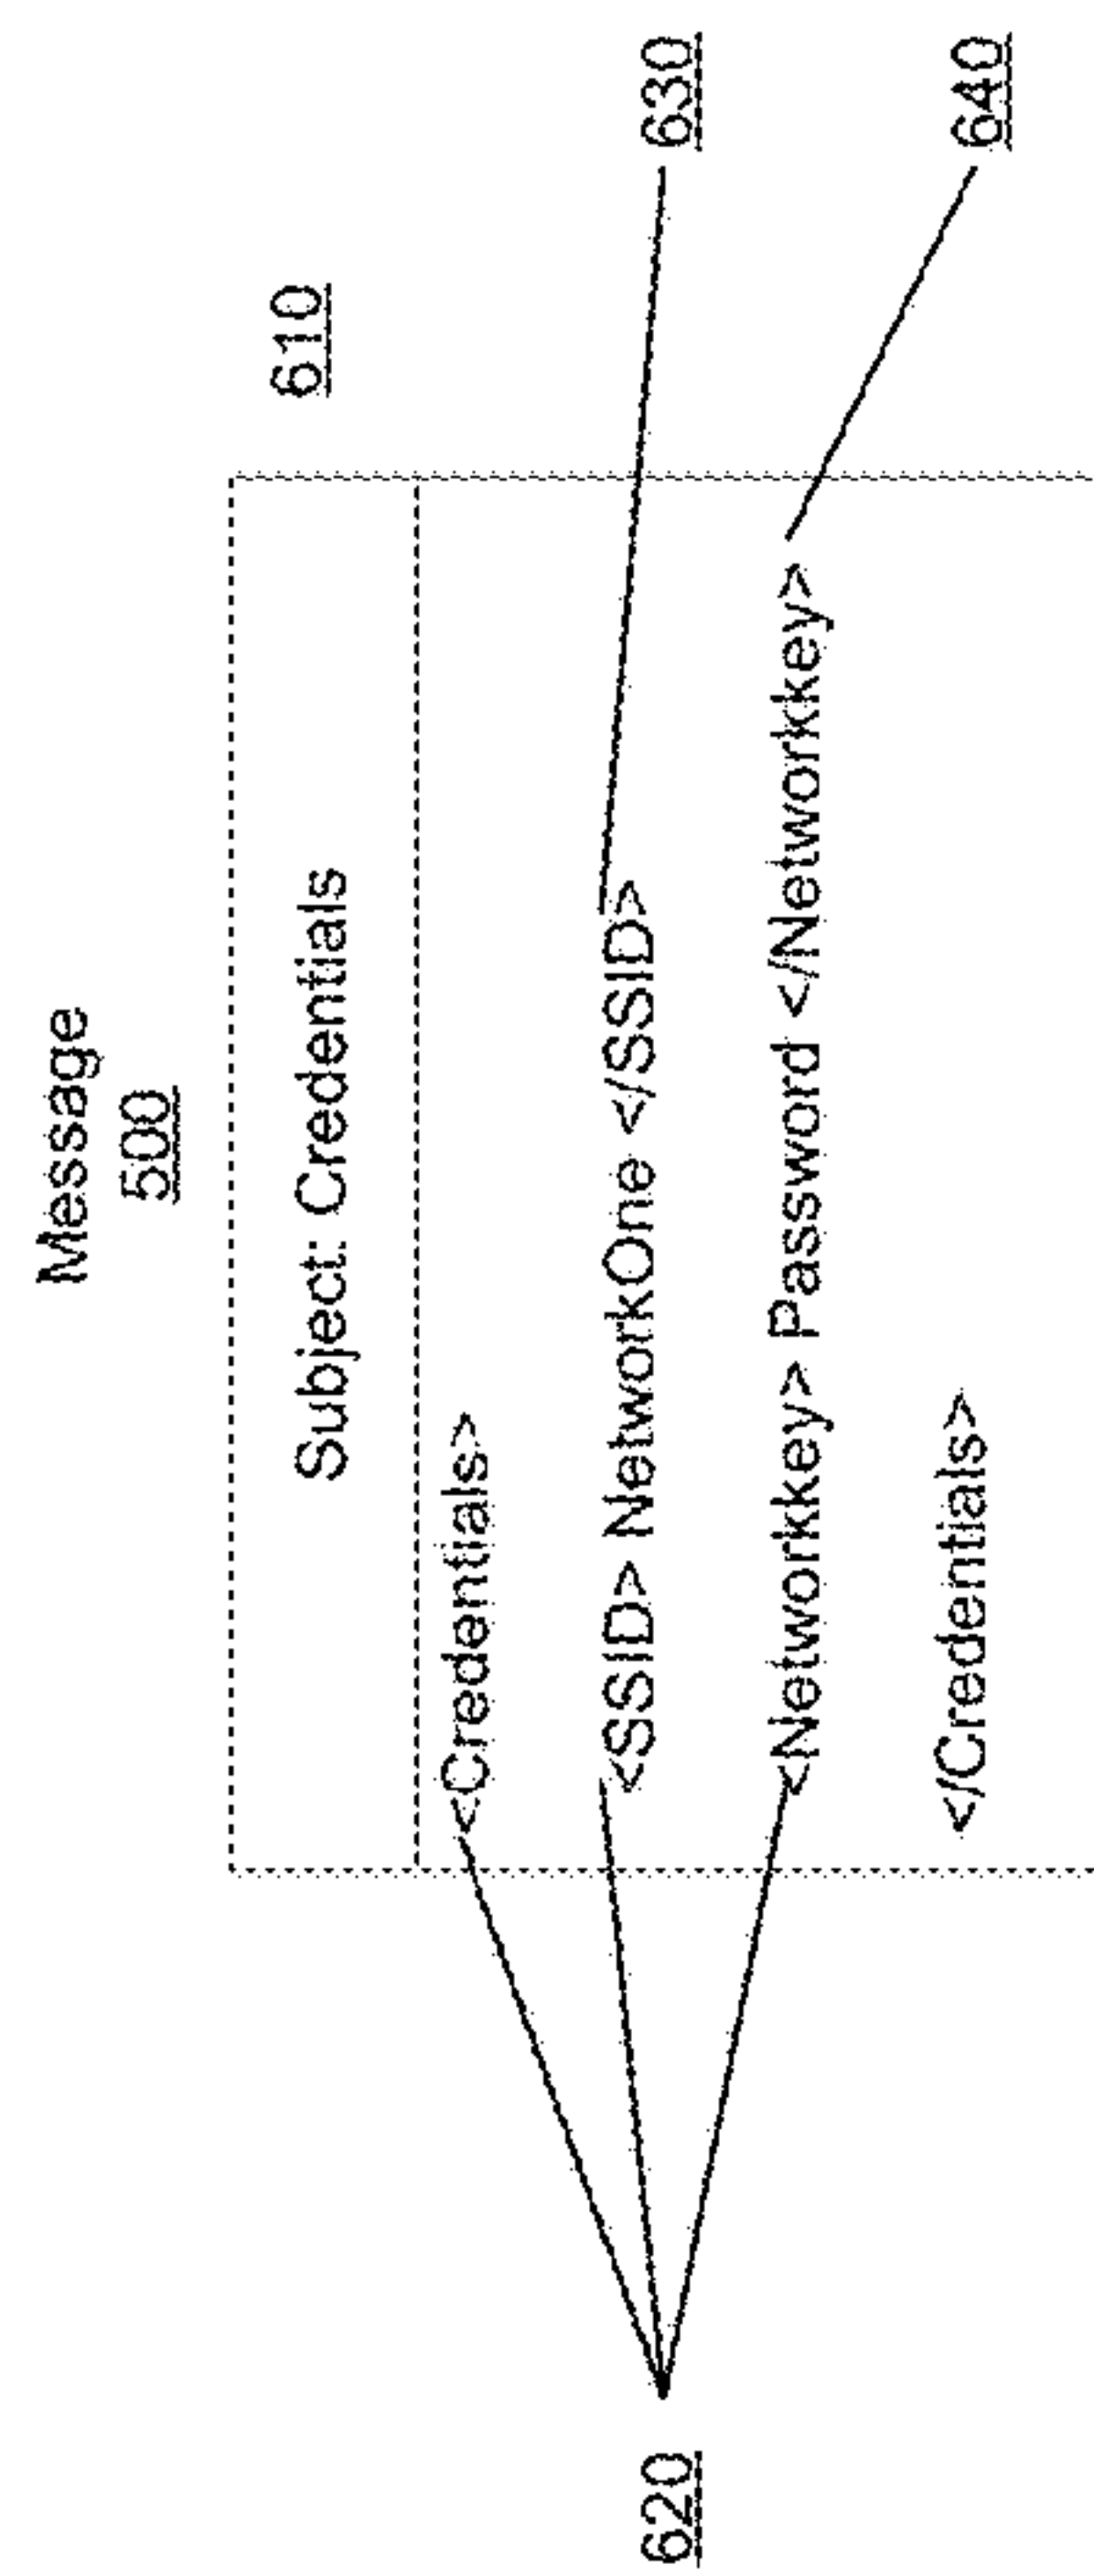 Message
500
610
Subject: Credentials
<Credentials>
<SSID> NetworkOne </SSID>
630
620
<Networkkey> Password </Networkkey>
640
</Credentials>